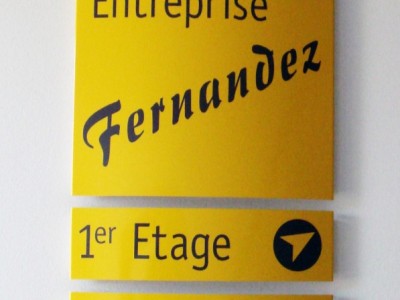 Entreprise
Fernandez
1er Etage